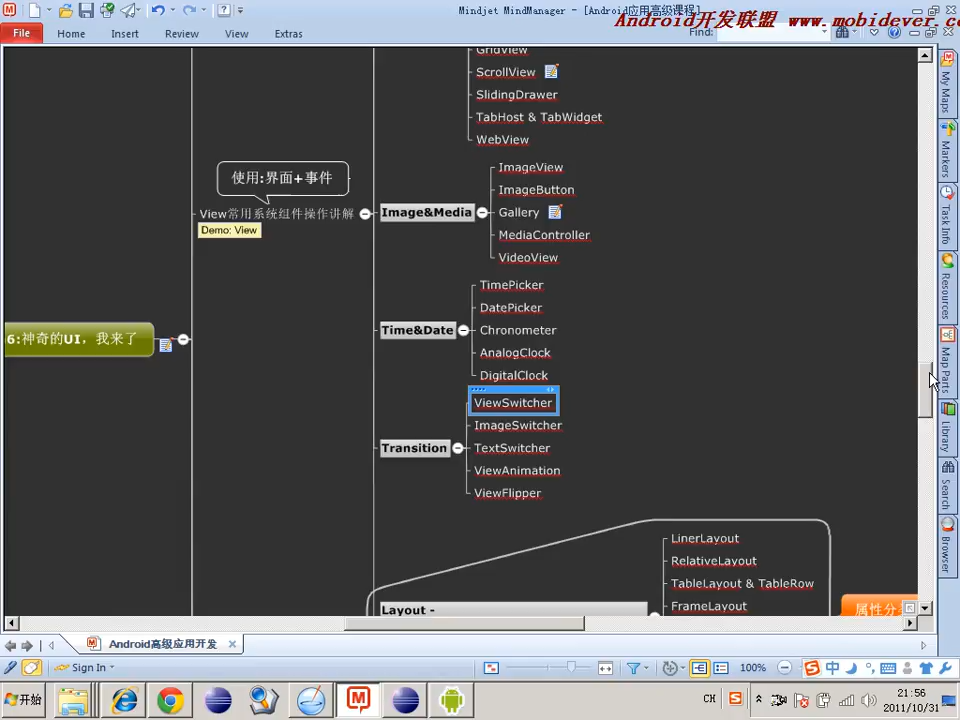 Mindjet MindManager - [Android应用高级课程]
Android开发联盟 www.mobidever.com
File Home Insert Review View Extras Find:
GridView
ScrollView
SlidingDrawer
TabHost & TabWidget
WebView
使用:界面+事件
View常用系统组件操作讲解
Demo: View
Image&Media
ImageView
ImageButton
Gallery
MediaController
VideoView
6:神奇的UI，我来了
Time&Date
TimePicker
DatePicker
Chronometer
AnalogClock
DigitalClock
Transition
ViewSwitcher
ImageSwitcher
TextSwitcher
ViewAnimation
ViewFlipper
Layout -
LinerLayout
RelativeLayout
TableLayout & TableRow
FrameLayout
属性分
My Maps
Markers
Task Info
Resources
Map Parts
Library
Search
Browser
Android高级应用开发
Sign In
100%
中
开始
CH
21:56
2011/10/31